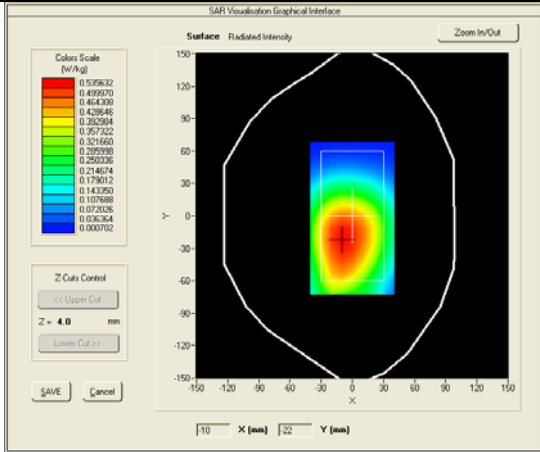 SAR Visualisation Graphical Interface
Surface Radiated Intensity
Zoom In/Out
Colors Scale
(W/kg)
0.535632
0.499970
0.464308
0.428646
0.392984
0.357322
0.321660
0.285998
0.250336
0.214674
0.179012
0.143350
0.107688
0.072026
0.036364
0.000702
150
120
90
60
30
0
-30
-60
-90
-120
-150
Y
-150 -120 -90 -60 -30 0 30 60 90 120 150
X
Z-Cuts Control
<< Upper Cut
Z = 4.0 mm
Lower Cut >>
SAVE Cancel
-10 X (mm) -22 Y (mm)